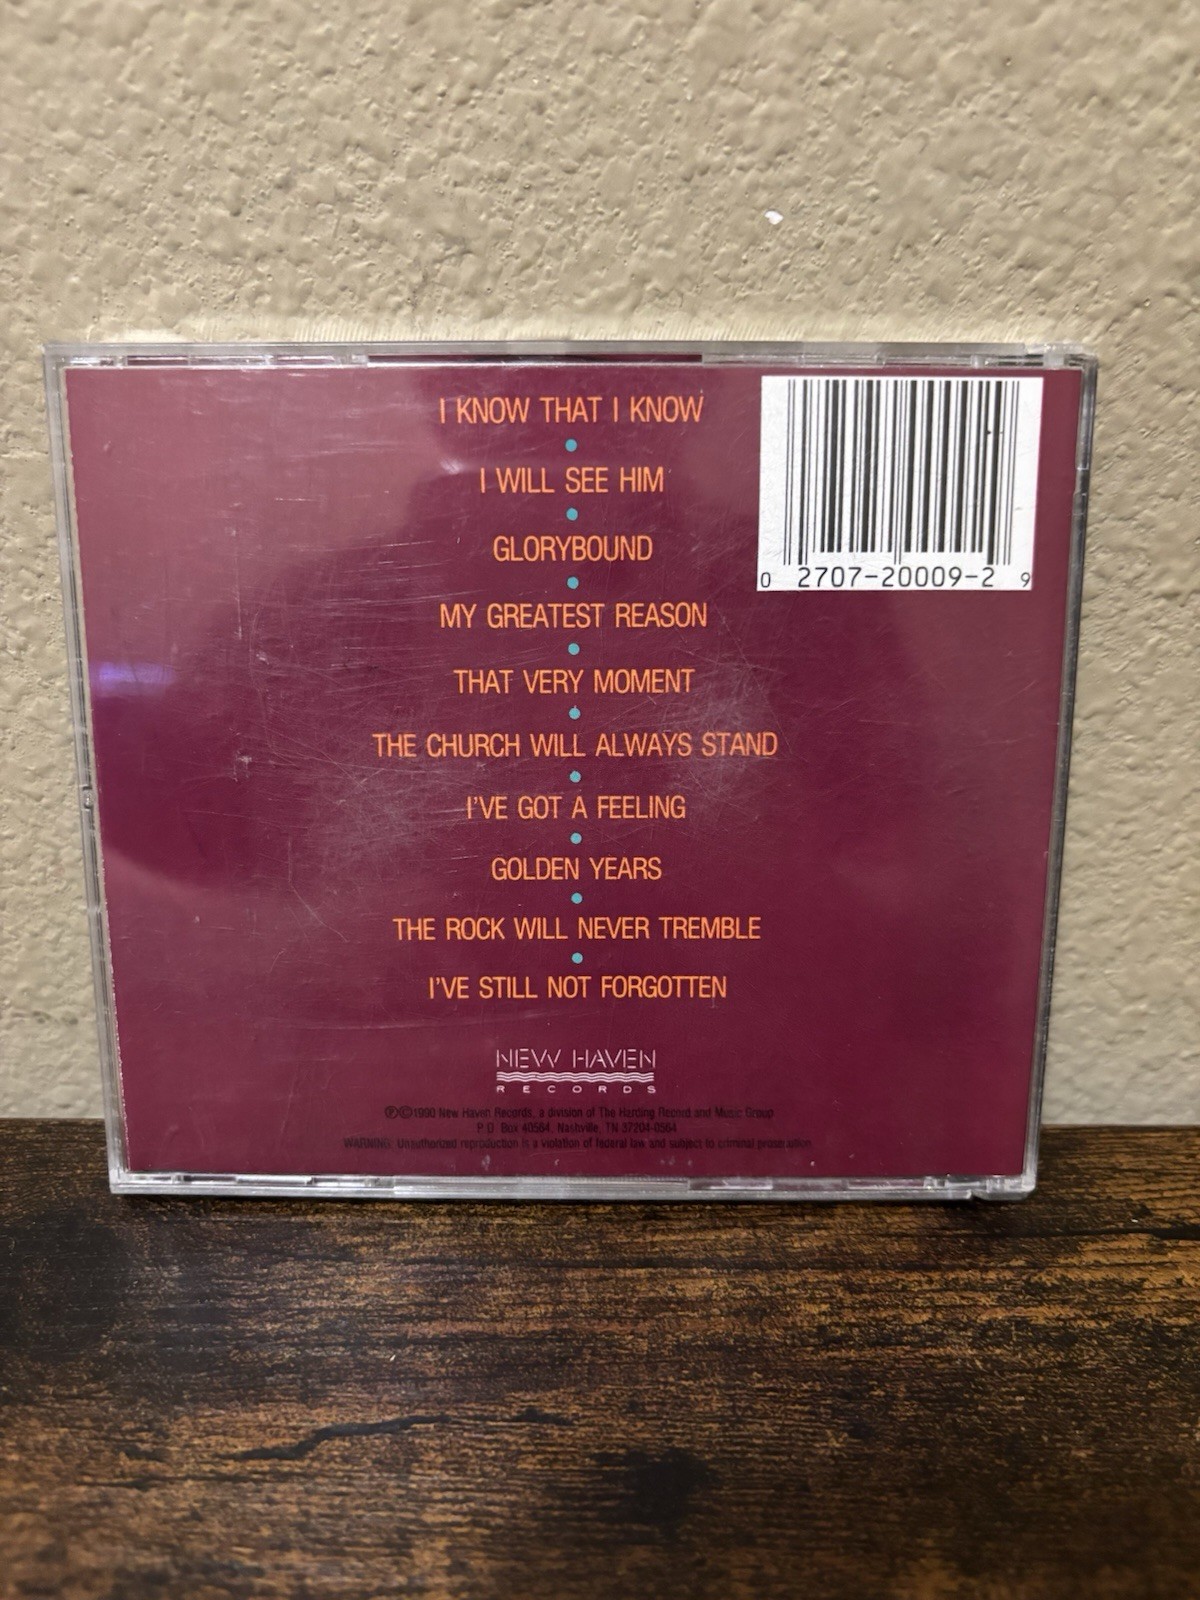 I KNOW THAT I KNOW
I WILL SEE HIM
GLORYBOUND
MY GREATEST REASON
THAT VERY MOMENT
THE CHURCH WILL ALWAYS STAND
I'VE GOT A FEELING
GOLDEN YEARS
THE ROCK WILL NEVER TREMBLE
I'VE STILL NOT FORGOTTEN
0 2707-20009-2 9
NEW HAVEN
RECORDS
℗©1990 New Haven Records, a division of The Harding Record and Music Group
P.O. Box 40564, Nashville, TN 37204-0564
WARNING: Unauthorized reproduction is a violation of federal law and subject to criminal prosecution